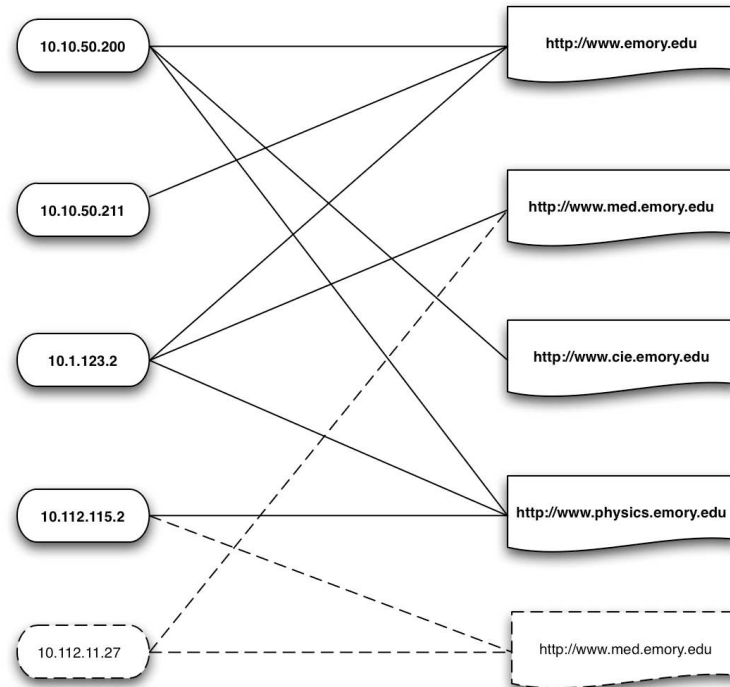 10.10.50.200
http://www.emory.edu
10.10.50.211
http://www.med.emory.edu
10.1.123.2
http://www.cie.emory.edu
10.112.115.2
http://www.physics.emory.edu
10.112.11.27
http://www.med.emory.edu